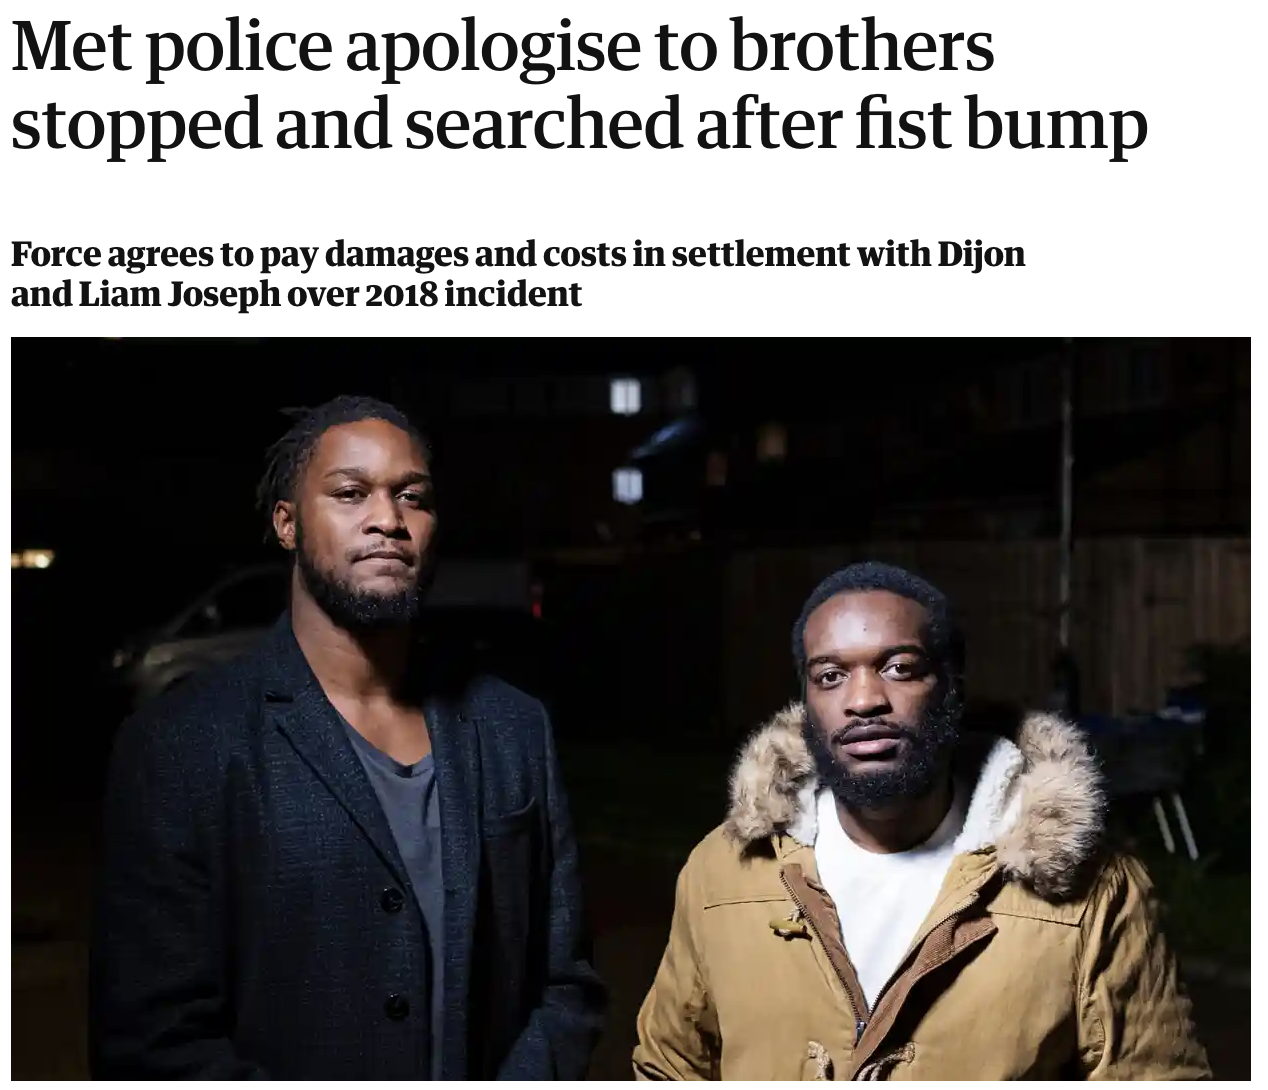 Met police apologise to brothers
stopped and searched after fist bump
Force agrees to pay damages and costs in settlement with Dijon
and Liam Joseph over 2018 incident